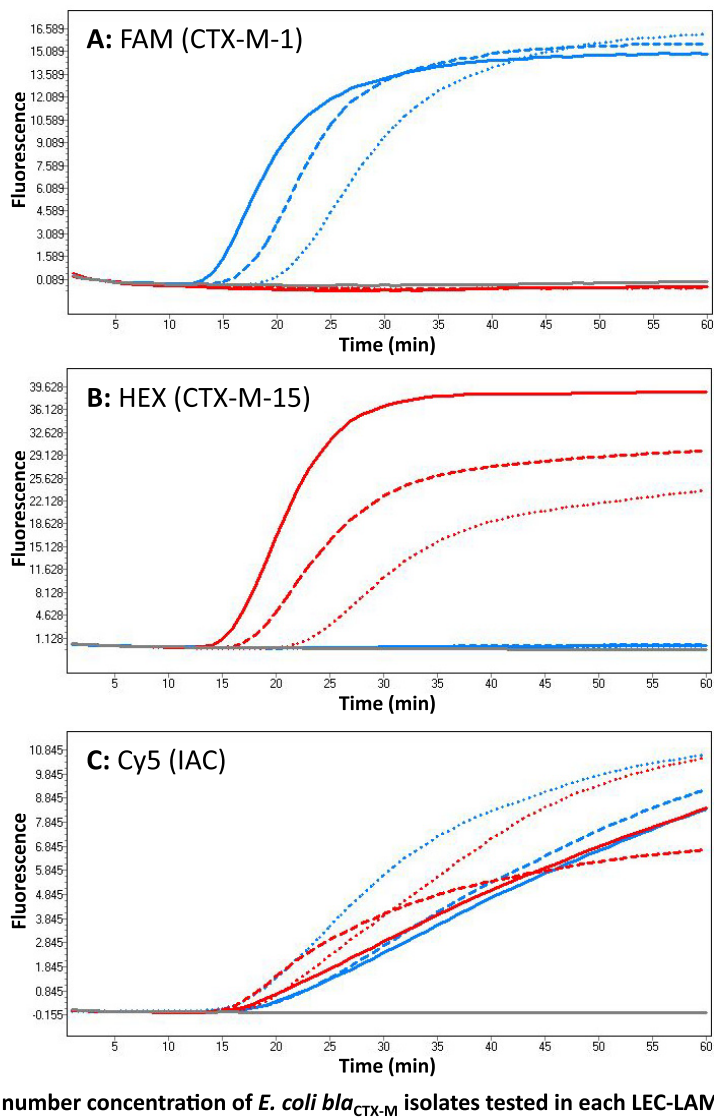 A: FAM (CTX-M-1)
16.589
15.089
13.589
12.089
10.589
9.089
7.589
6.089
4.589
3.089
1.589
0.089
Fluorescence
5 10 15 20 25 30 35 40 45 50 55 60
Time (min)
B: HEX (CTX-M-15)
39.628
36.128
32.628
29.128
25.628
22.128
18.628
15.128
11.628
8.128
4.628
1.128
Fluorescence
5 10 15 20 25 30 35 40 45 50 55 60
Time (min)
C: Cy5 (IAC)
10.845
9.845
8.845
7.845
6.845
5.845
4.845
3.845
2.845
1.845
0.845
-0.155
Fluorescence
5 10 15 20 25 30 35 40 45 50 55 60
Time (min)
number concentration of E. coli bla CTX-M isolates tested in each LEC-LAM